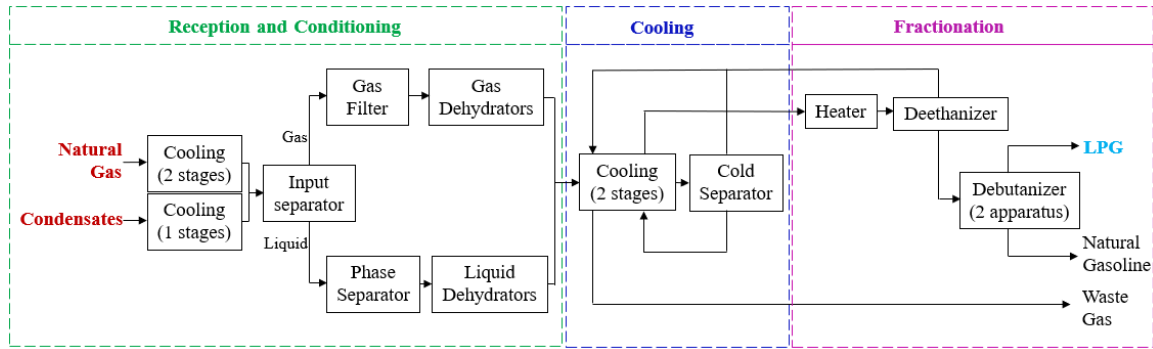 Reception and Conditioning
Cooling
Fractionation
Gas
Filter
Gas
Dehydrators
Heater
Deethanizer
Gas
Natural
Gas
Cooling
(2 stages)
Condensates
Cooling
(1 stages)
Input
separator
Liquid
Phase
Separator
Liquid
Dehydrators
Cooling
(2 stages)
Cold
Separator
LPG
Debutanizer
(2 apparatus)
Natural
Gasoline
Waste
Gas